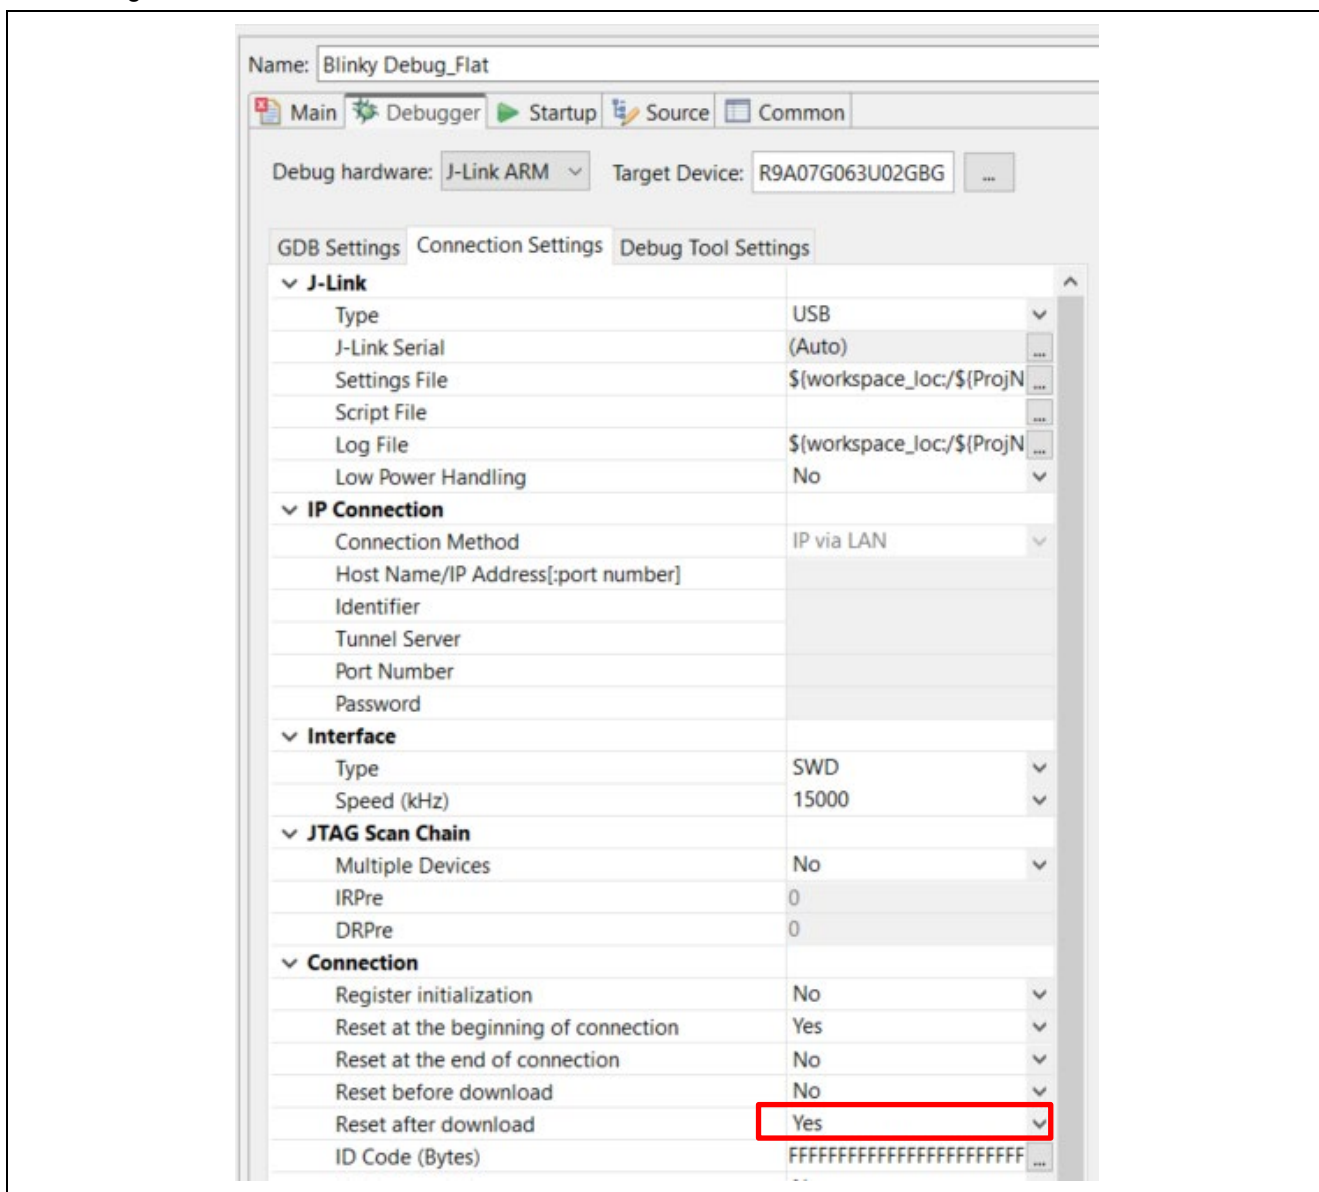 Name: Blinky Debug_Flat
Main Debugger Startup Source Common
Debug hardware: J-Link ARM Target Device: R9A07G063U02GBG ...
GDB Settings Connection Settings Debug Tool Settings
J-Link
Type USB
J-Link Serial (Auto) ...
Settings File ${workspace_loc:/${ProjN ...
Script File ...
Log File ${workspace_loc:/${ProjN ...
Low Power Handling No
IP Connection
Connection Method IP via LAN
Host Name/IP Address[:port number]
Identifier
Tunnel Server
Port Number
Password
Interface
Type SWD
Speed (kHz) 15000
JTAG Scan Chain
Multiple Devices No
IRPre 0
DRPre 0
Connection
Register initialization No
Reset at the beginning of connection Yes
Reset at the end of connection No
Reset before download No
Reset after download Yes
ID Code (Bytes) FFFFFFFFFFFFFFFFFFFFFFFF ...